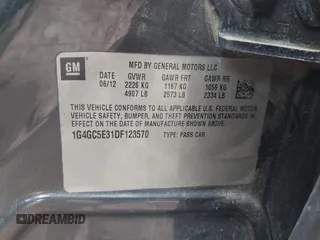 GM
MFD BY GENERAL MOTORS LLC
DATE GVWR GAWR FRT GAWR RR
06/12 2226 KG 1167 KG 1059 KG
4907 LB 2573 LB 2334 LB
THIS VEHICLE CONFORMS TO ALL APPLICABLE U.S. FEDERAL MOTOR VEHICLE
SAFETY, BUMPER, AND THEFT PREVENTION STANDARDS IN EFFECT ON THE
DATE OF MANUFACTURE SHOWN ABOVE.
1G4GC5E31DF123570 TYPE: PASS CAR
DREAMBID